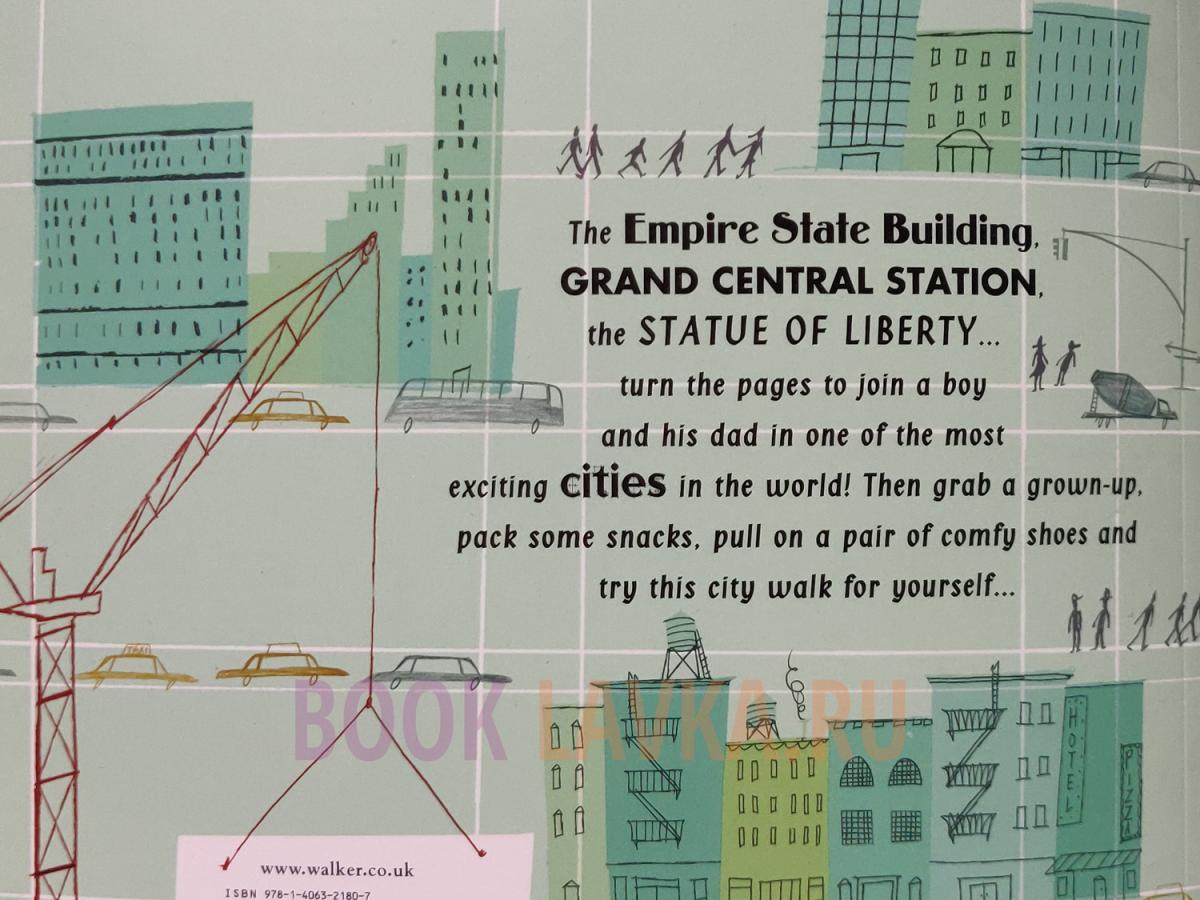 The Empire State Building,
GRAND CENTRAL STATION,
the STATUE OF LIBERTY...
turn the pages to join a boy
and his dad in one of the most
exciting cities in the world! Then grab a grown-up,
pack some snacks, pull on a pair of comfy shoes and
try this city walk for yourself...
TAXI
BOOK LAVKA.RU
HOTEL
PIZZA
www.walker.co.uk
ISBN 978-1-4063-2180-7